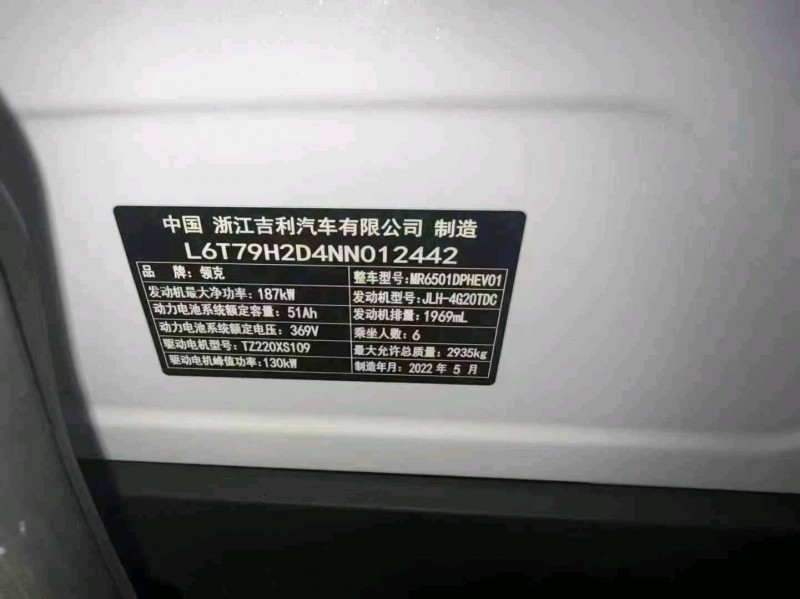 中国 浙江吉利汽车有限公司 制造
L6T79H2D4NN012442
品 牌：领克 整车型号：MR6501DPHEV01
发动机最大净功率：187kW 发动机型号：JLH-4G20TDC
动力电池系统额定容量：51Ah 发动机排量：1969mL
动力电池系统额定电压：369V 乘坐人数：6
驱动电机型号：TZ220XS109 最大允许总质量：2935kg
驱动电机峰值功率：130kW 制造年月：2022 年 5 月